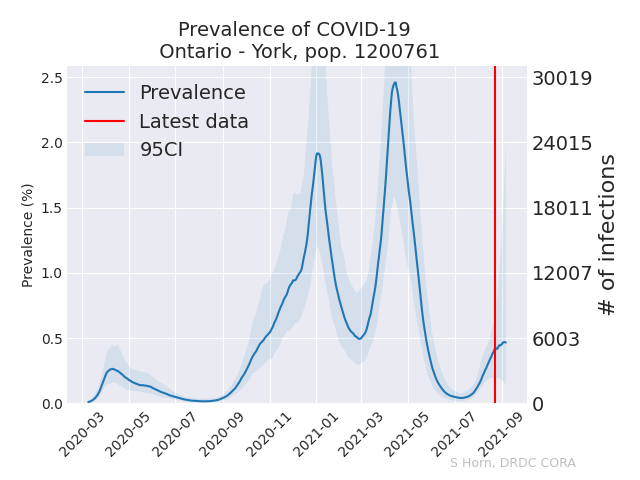 Prevalence of COVID-19
Ontario - York, pop. 1200761
Prevalence
Latest data
95CI
Prevalence (%)
2.5
2.0
1.5
1.0
0.5
0.0
30019
24015
18011
12007
6003
0
# of infections
2020-03
2020-05
2020-07
2020-09
2020-11
2021-01
2021-03
2021-05
2021-07
2021-09
S Horn, DRDC CORA